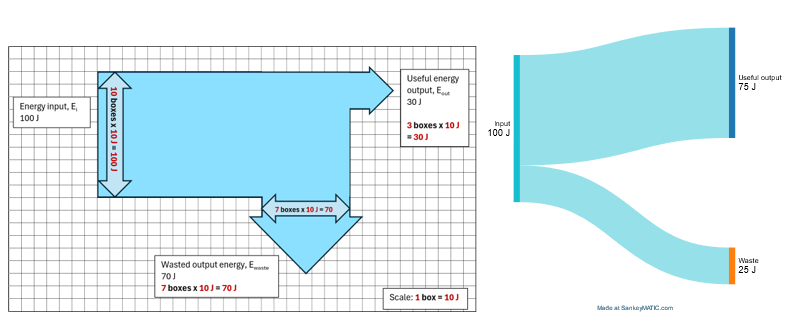 Energy input, Eᵢ
100 J
10 boxes x 10 J = 100 J
Useful energy
output, Eout
30 J
3 boxes x 10 J
= 30 J
7 boxes x 10 J = 70
Wasted output energy, Ewaste
70 J
7 boxes x 10 J = 70 J
Scale: 1 box = 10 J
Input
100 J
Useful output
75 J
Waste
25 J
Made at SankeyMATIC.com